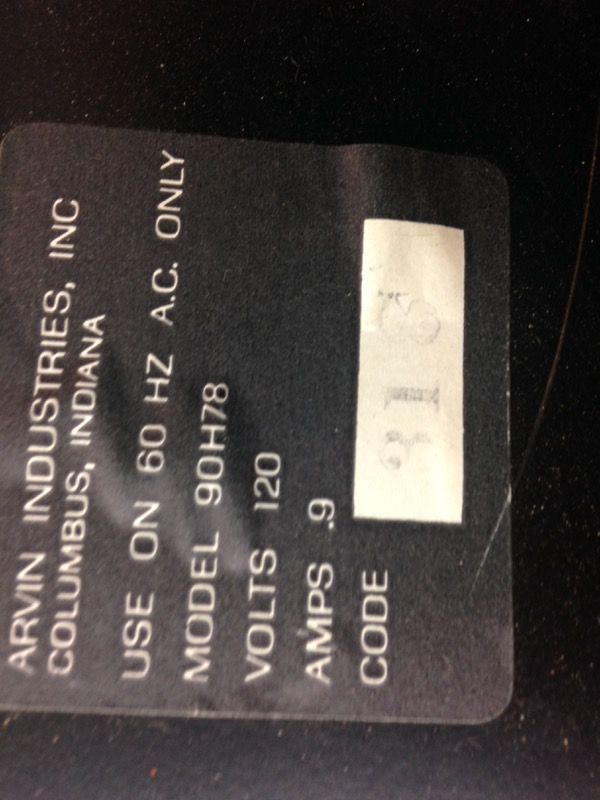 ARVIN INDUSTRIES, INC
COLUMBUS, INDIANA
USE ON 60 HZ A.C. ONLY
MODEL 90H78
VOLTS 120
AMPS .9
CODE